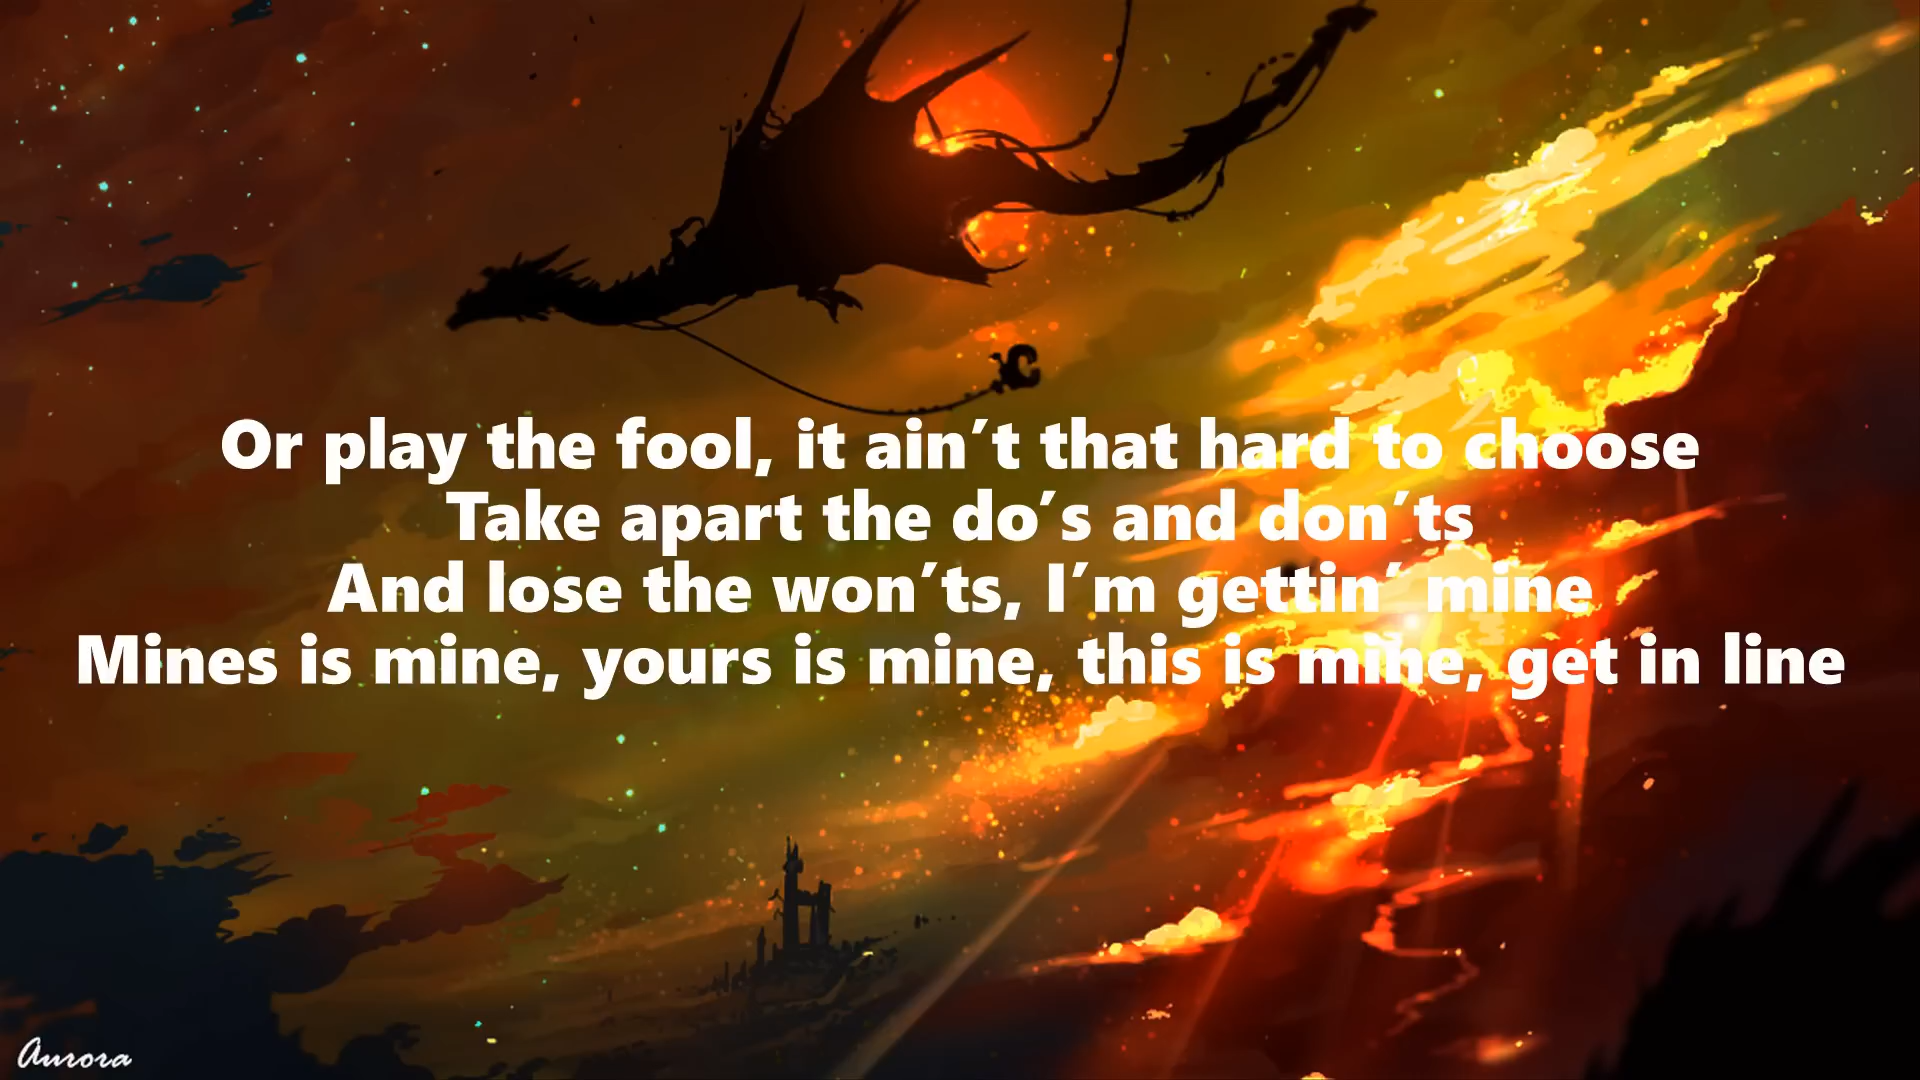 Or play the fool, it ain't that hard to choose
Take apart the do's and don'ts
And lose the won'ts, I'm gettin' mine
Mines is mine, yours is mine, this is mine, get in line
Aurora